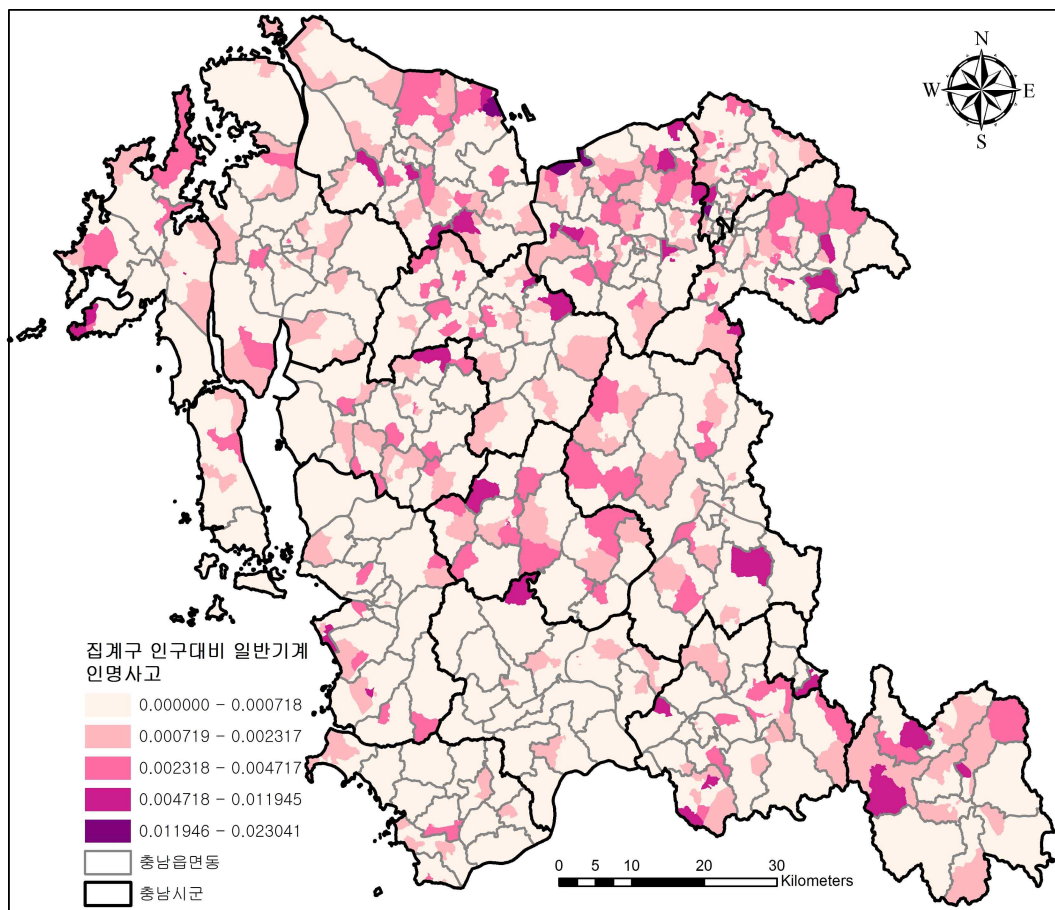 N
W E
S
집계구 인구대비 일반기계
인명사고
0.000000 - 0.000718
0.000719 - 0.002317
0.002318 - 0.004717
0.004718 - 0.011945
0.011946 - 0.023041
충남읍면동
충남시군
0 5 10 20 30
Kilometers